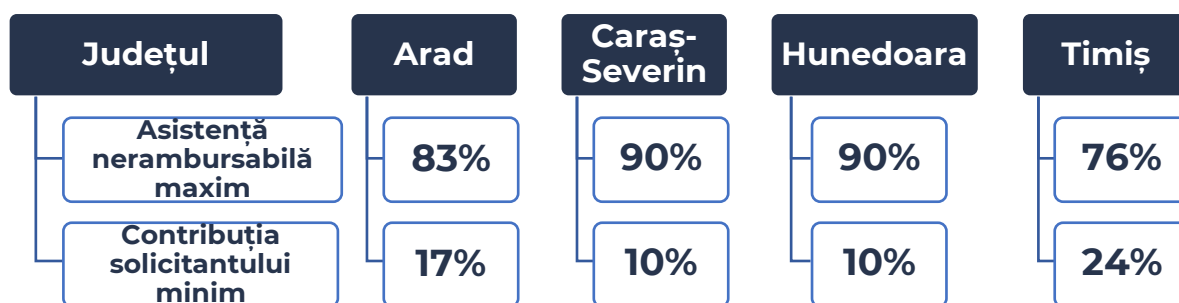 Județul
Arad
Caraș-
Severin
Hunedoara
Timiș
Asistență
nerambursabilă
maxim
83%
90%
90%
76%
Contribuția
solicitantului
minim
17%
10%
10%
24%